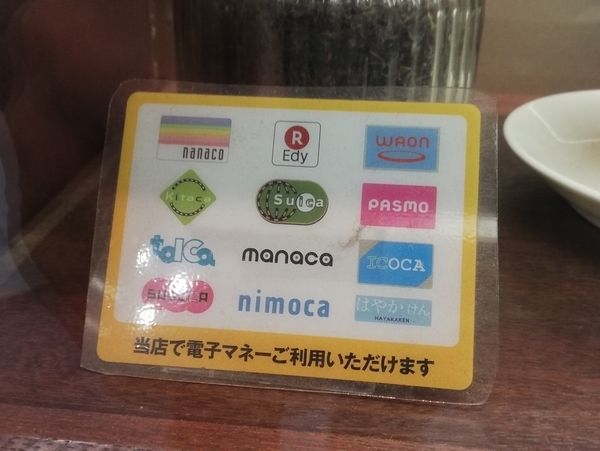 nanaco
R
Edy
WAON
Kitaca
Suica
PASMO
TOICA
manaca
ICOCA
SUGOCA
nimoca
はやかけん
HAYAKAKEN
当店で電子マネーご利用いただけます